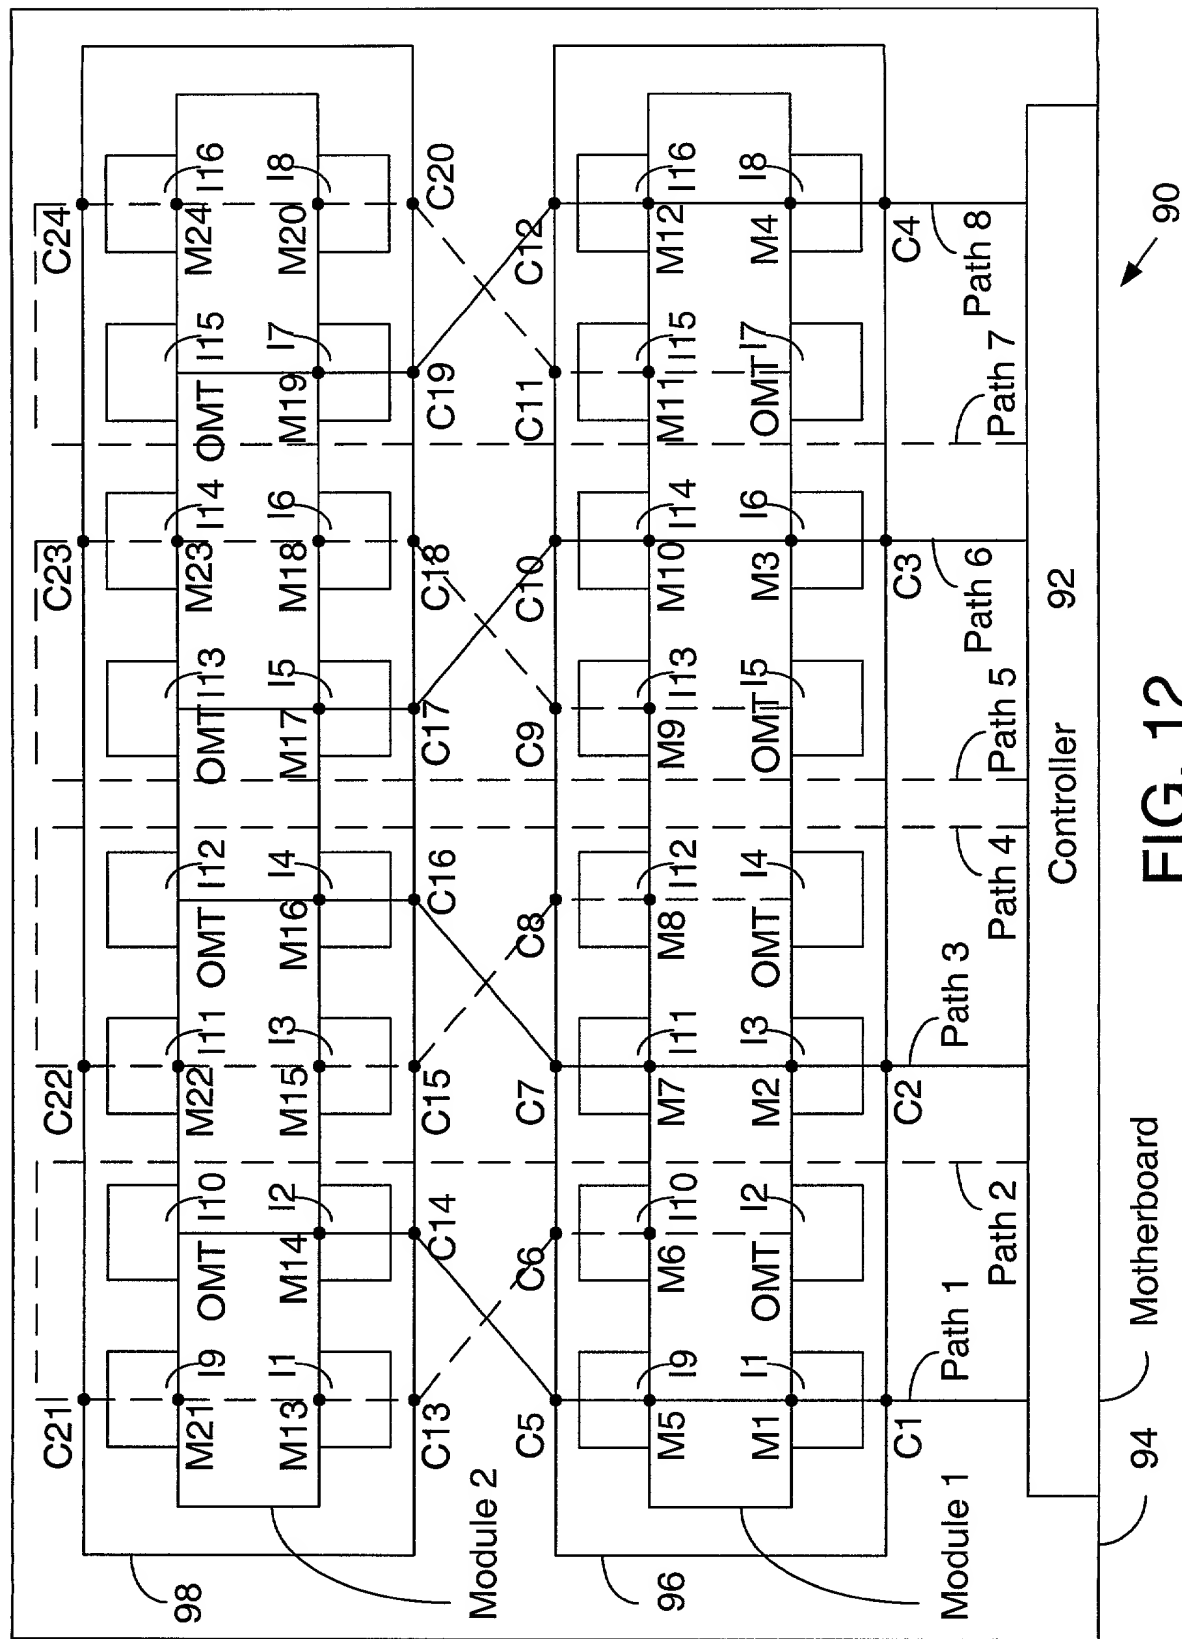 C21 C22 C23 C24
98
M21 I9 OMT I10 M22 I11 OMT I12 OMT I13 M23 I14 OMT I15 M24 I16
M13 I1 M14 I2 M15 I3 M16 I4 M17 I5 M18 I6 M19 I7 M20 I8
C13 C14 C15 C16 C17 C18 C19 C20
Module 2
C5 C6 C7 C8 C9 C10 C11 C12
96
M5 I9 M6 I10 M7 I11 M8 I12 M9 I13 M10 I14 M11 I15 M12 I16
M1 I1 OMT I2 M2 I3 OMT I4 OMT I5 M3 I6 OMT I7 M4 I8
C1 C2 C3 C4
Module 1
Path 1 Path 3 Path 6 Path 8
Path 2 Path 4 Path 5 Path 7
Controller 92
94 Motherboard
90
FIG. 12